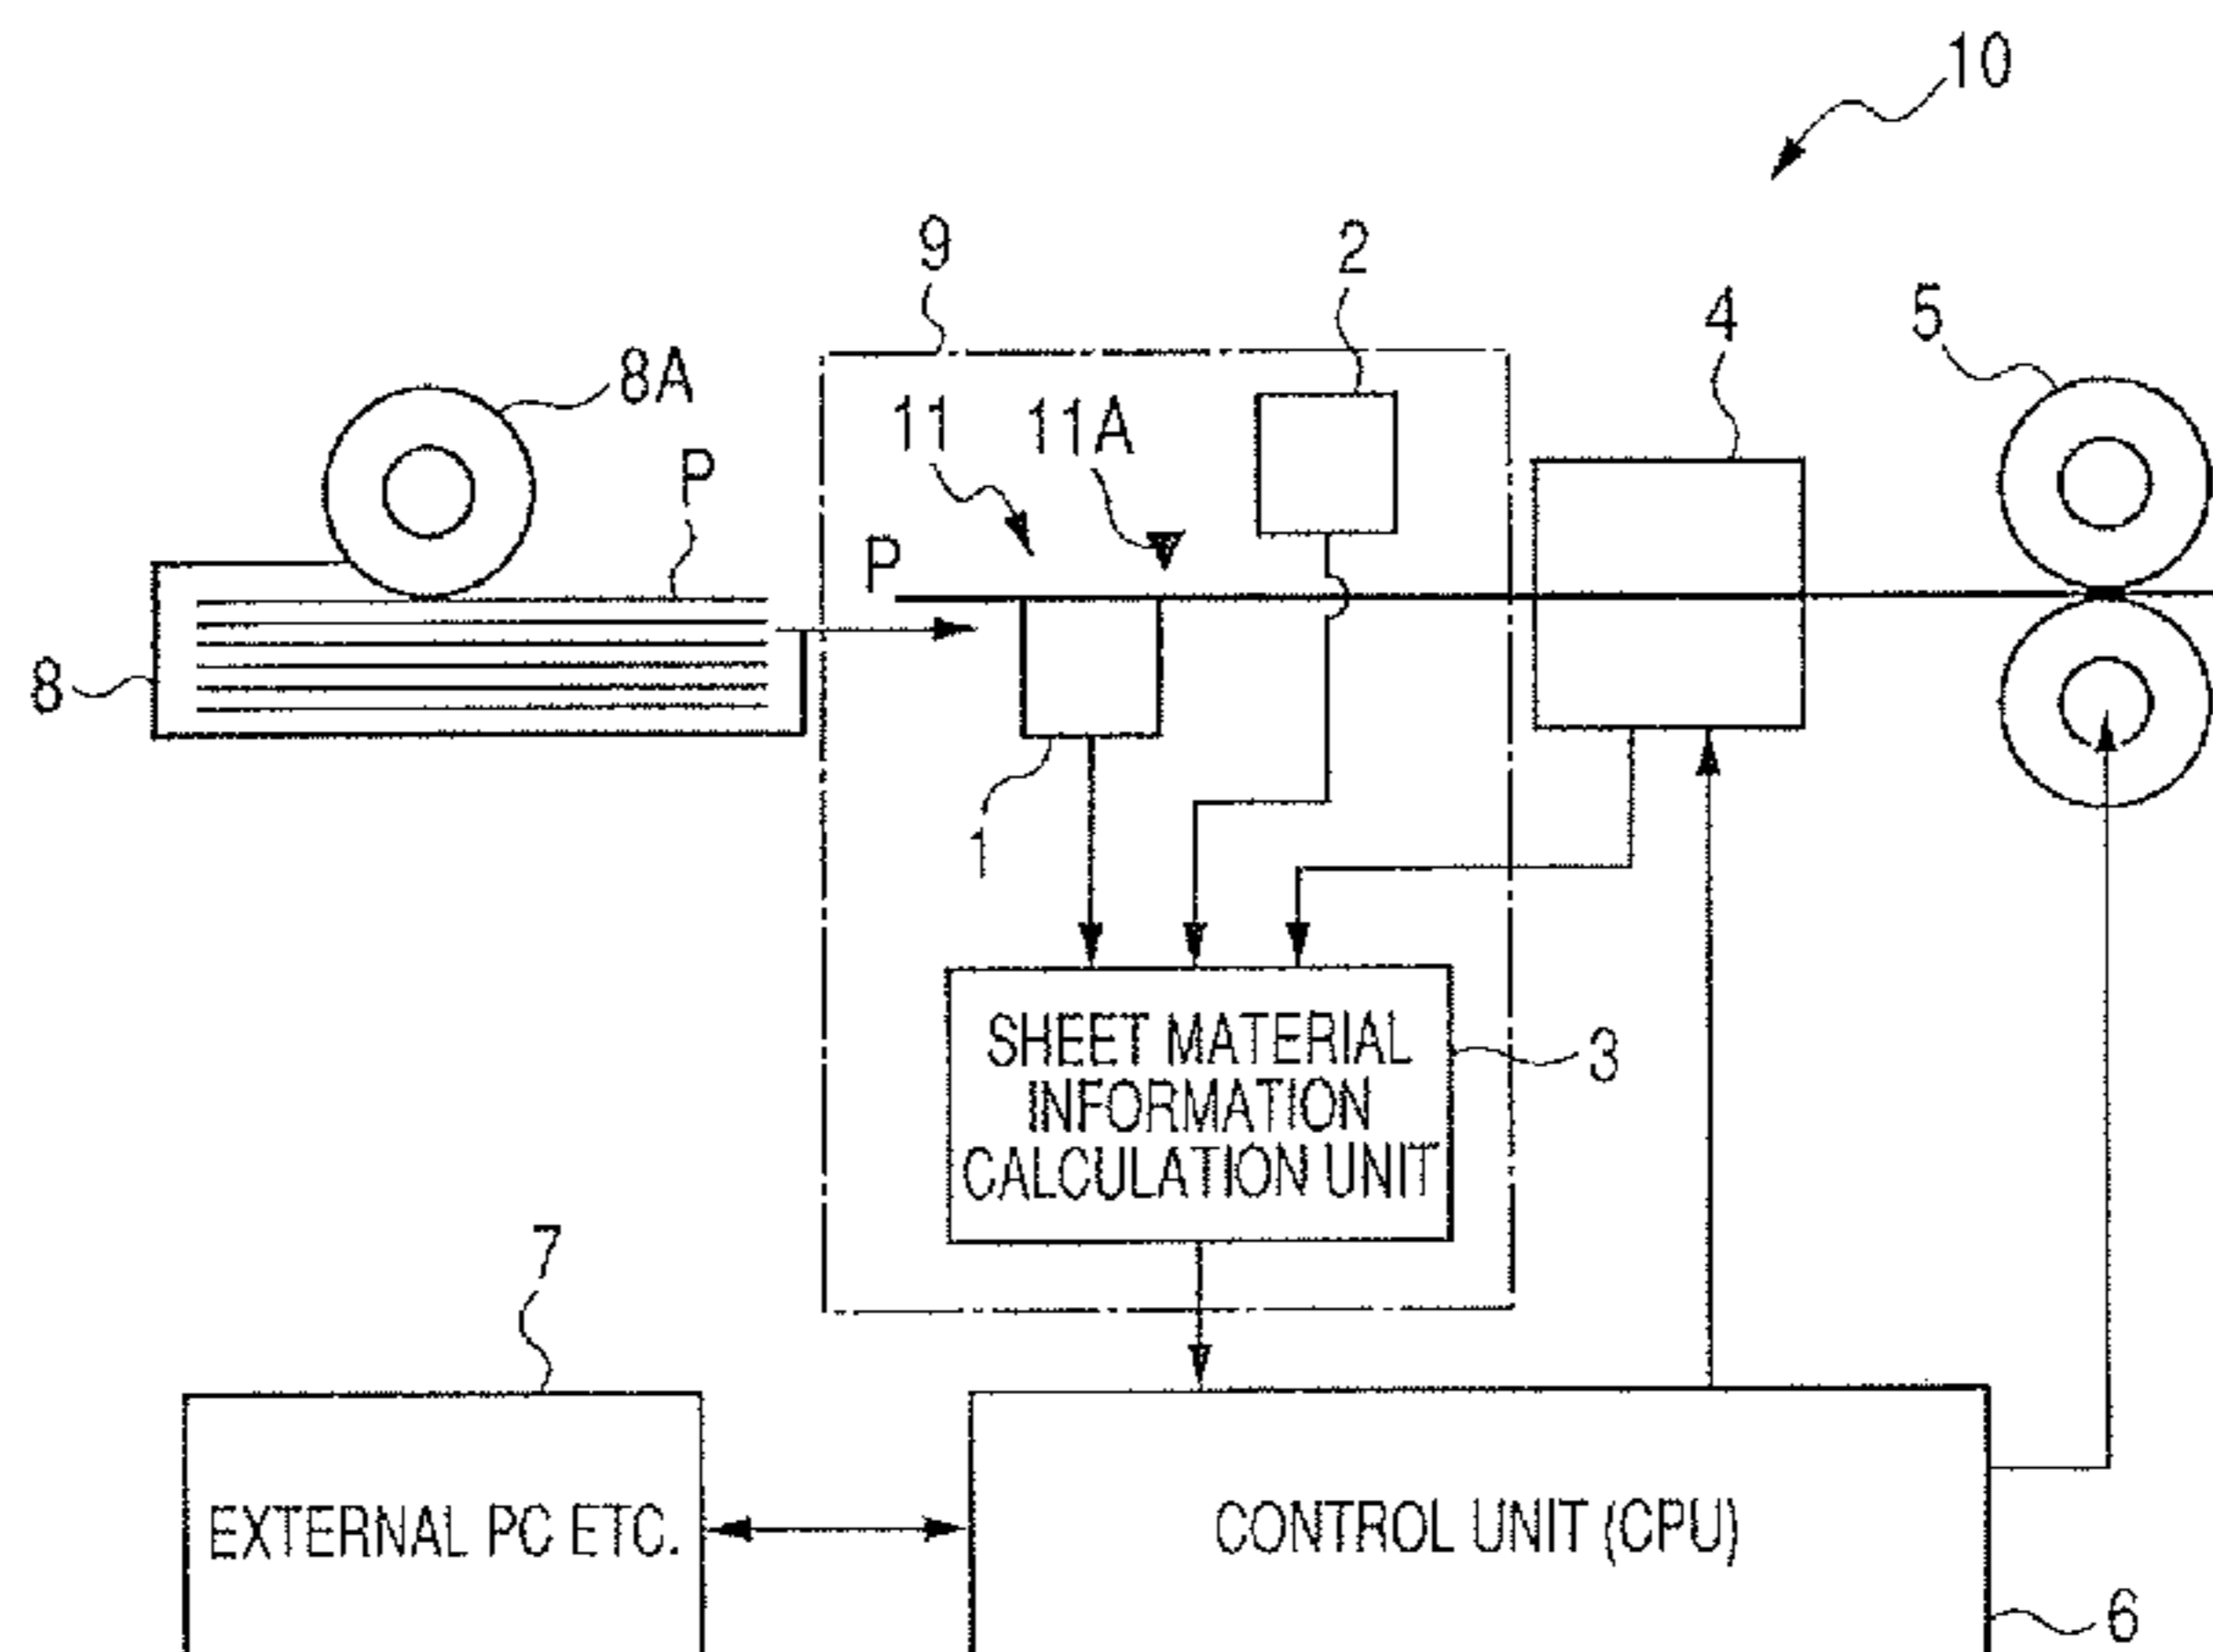 10
9
2
4
5
8A
11
11A
P
P
8
1
SHEET MATERIAL
INFORMATION
CALCULATION UNIT
3
7
EXTERNAL PC ETC.
CONTROL UNIT (CPU)
6